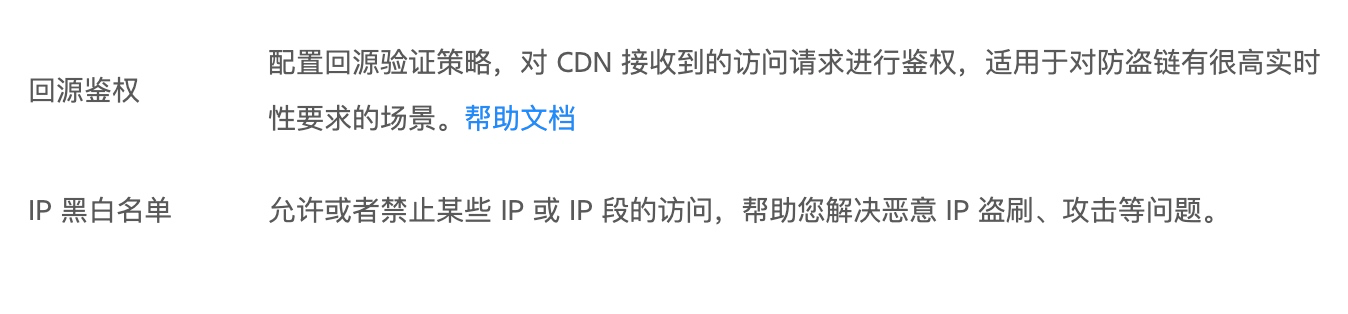 回源鉴权
配置回源验证策略，对 CDN 接收到的访问请求进行鉴权，适用于对防盗链有很高实时
性要求的场景。帮助文档
IP 黑白名单
允许或者禁止某些 IP 或 IP 段的访问，帮助您解决恶意 IP 盗刷、攻击等问题。